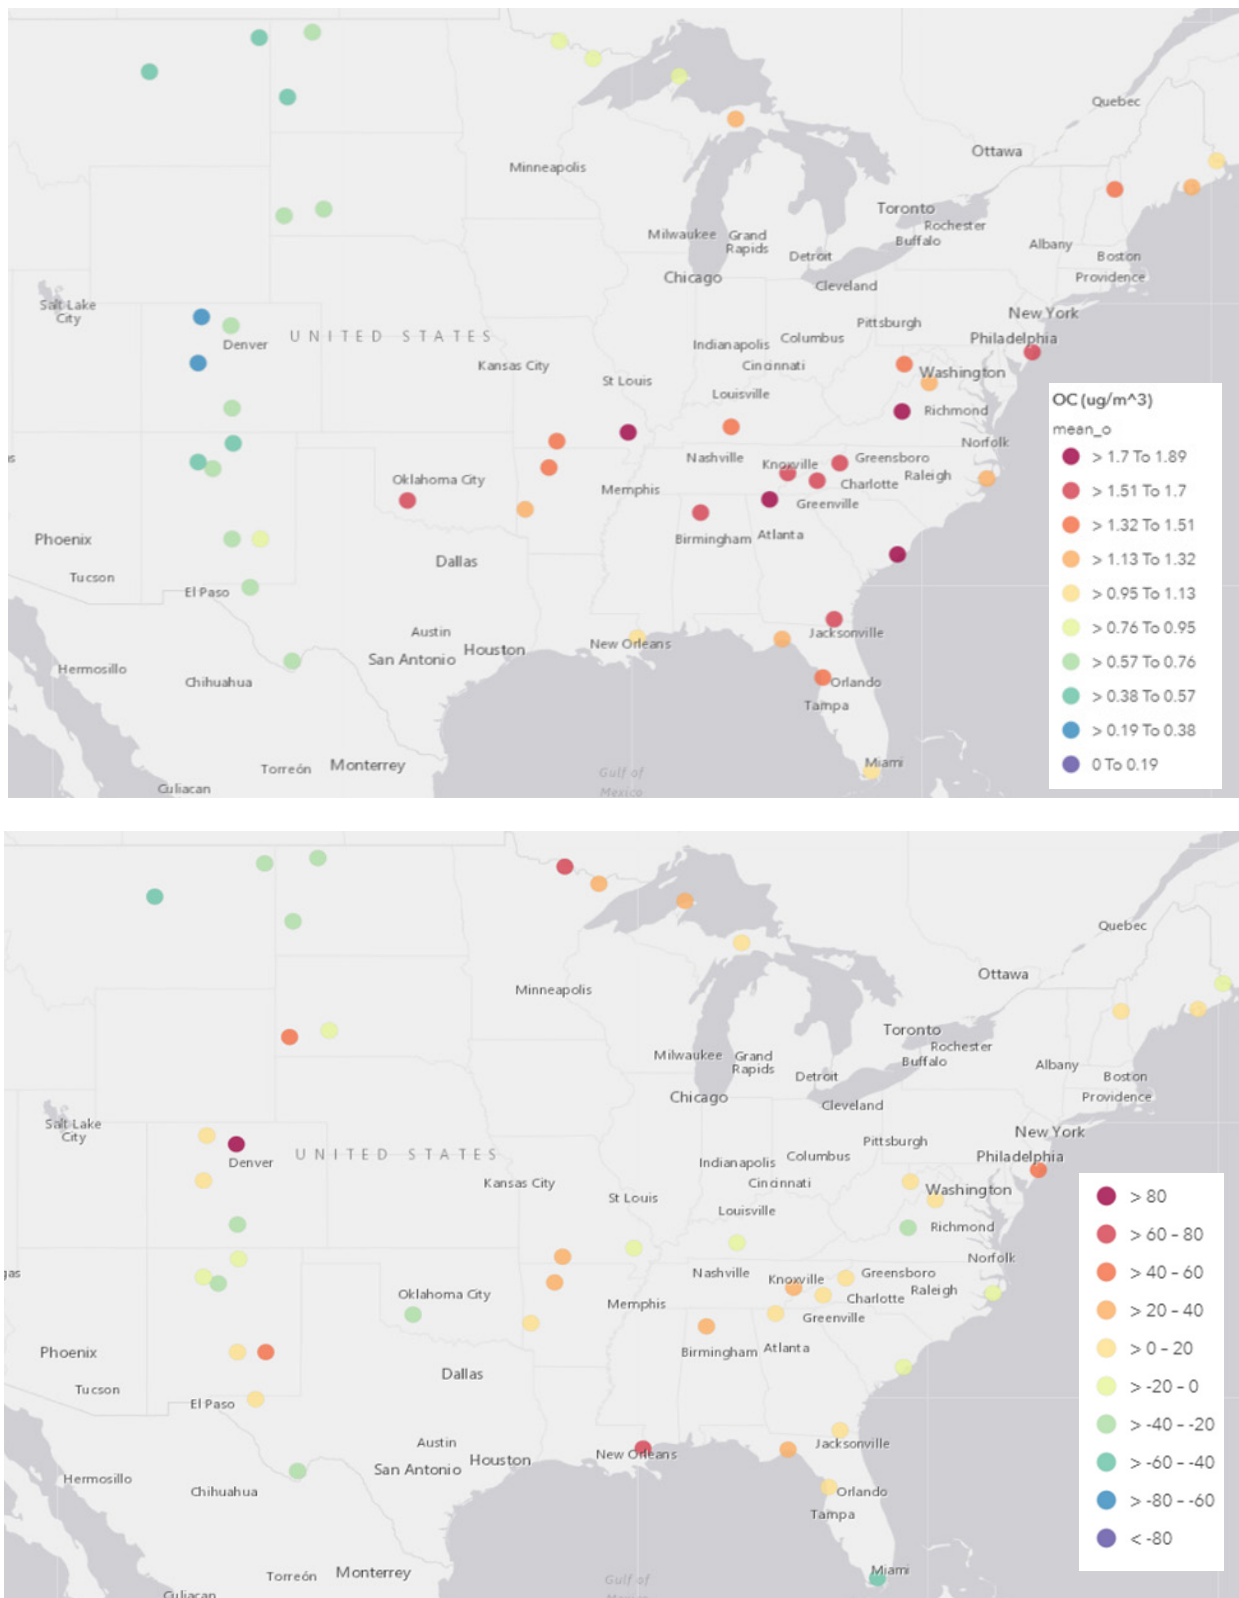 Quebec
Ottawa
Minneapolis
Toronto
Rochester
Milwaukee
Grand
Rapids
Buffalo
Albany
Detroit
Boston
Chicago
Cleveland
Providence
Salt Lake
City
New York
Pittsburgh
UNITED STATES
Denver
Indianapolis
Columbus
Philadelphia
Kansas City
Cincinnati
Washington
St Louis
Louisville
Richmond
Norfolk
Nashville
Knoxville
Greensboro
Oklahoma City
Raleigh
Memphis
Charlotte
Greenville
Phoenix
Birmingham
Atlanta
Dallas
Tucson
El Paso
Austin
Jacksonville
New Orleans
Houston
San Antonio
Hermosillo
Chihuahua
Orlando
Tampa
Torreón
Monterrey
Miami
Gulf of
Mexico
Culiacan
OC (ug/m^3)
mean_o
> 1.7 To 1.89
> 1.51 To 1.7
> 1.32 To 1.51
> 1.13 To 1.32
> 0.95 To 1.13
> 0.76 To 0.95
> 0.57 To 0.76
> 0.38 To 0.57
> 0.19 To 0.38
0 To 0.19
Quebec
Ottawa
Minneapolis
Toronto
Rochester
Milwaukee
Grand
Rapids
Buffalo
Albany
Detroit
Boston
Chicago
Cleveland
Providence
Salt Lake
City
New York
Pittsburgh
UNITED STATES
Denver
Indianapolis
Columbus
Philadelphia
Kansas City
Cincinnati
Washington
St Louis
Louisville
Richmond
Norfolk
gas
Nashville
Knoxville
Greensboro
Oklahoma City
Raleigh
Memphis
Charlotte
Greenville
Phoenix
Birmingham
Atlanta
Dallas
Tucson
El Paso
Austin
Jacksonville
New Orleans
Houston
San Antonio
Hermosillo
Chihuahua
Orlando
Tampa
Torreón
Monterrey
Miami
Gulf of
Culiacan
> 80
> 60 - 80
> 40 - 60
> 20 - 40
> 0 - 20
> -20 - 0
> -40 - -20
> -60 - -40
> -80 - -60
< -80